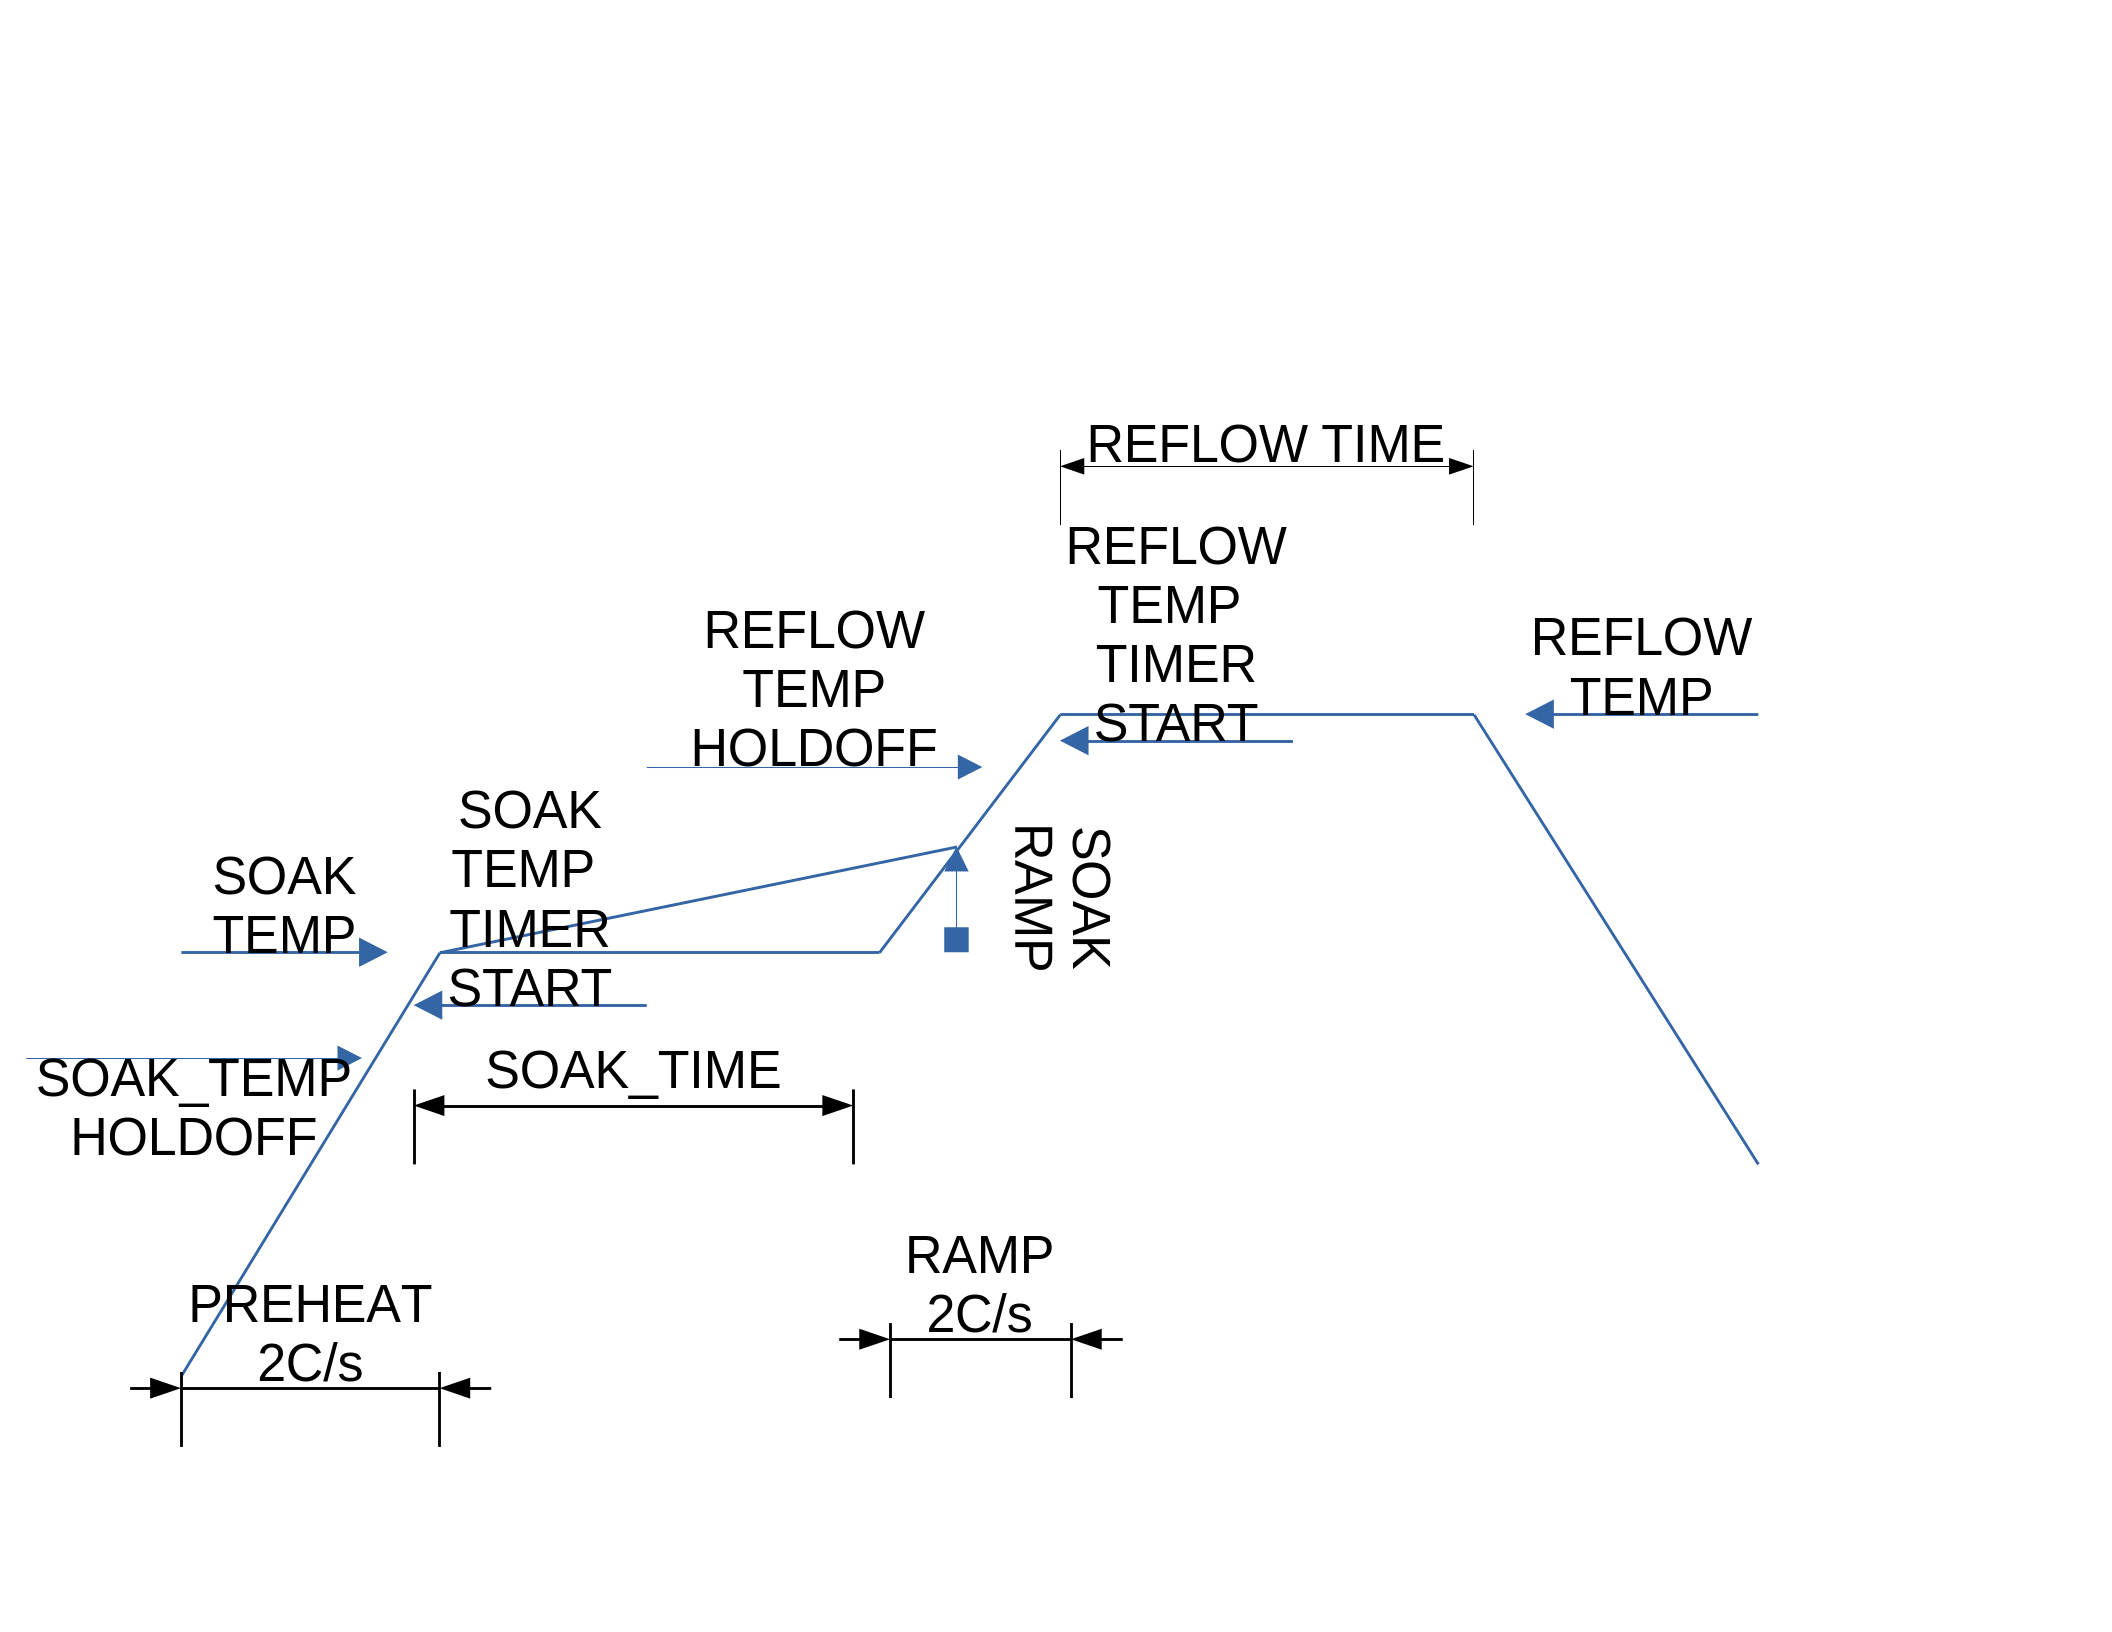 REFLOW TIME
REFLOW
TEMP
TIMER
START
REFLOW
TEMP
HOLDOFF
REFLOW
TEMP
SOAK
TEMP
TIMER
START
SOAK
TEMP
SOAK
RAMP
SOAK_TEMP
HOLDOFF
SOAK_TIME
RAMP
2C/s
PREHEAT
2C/s